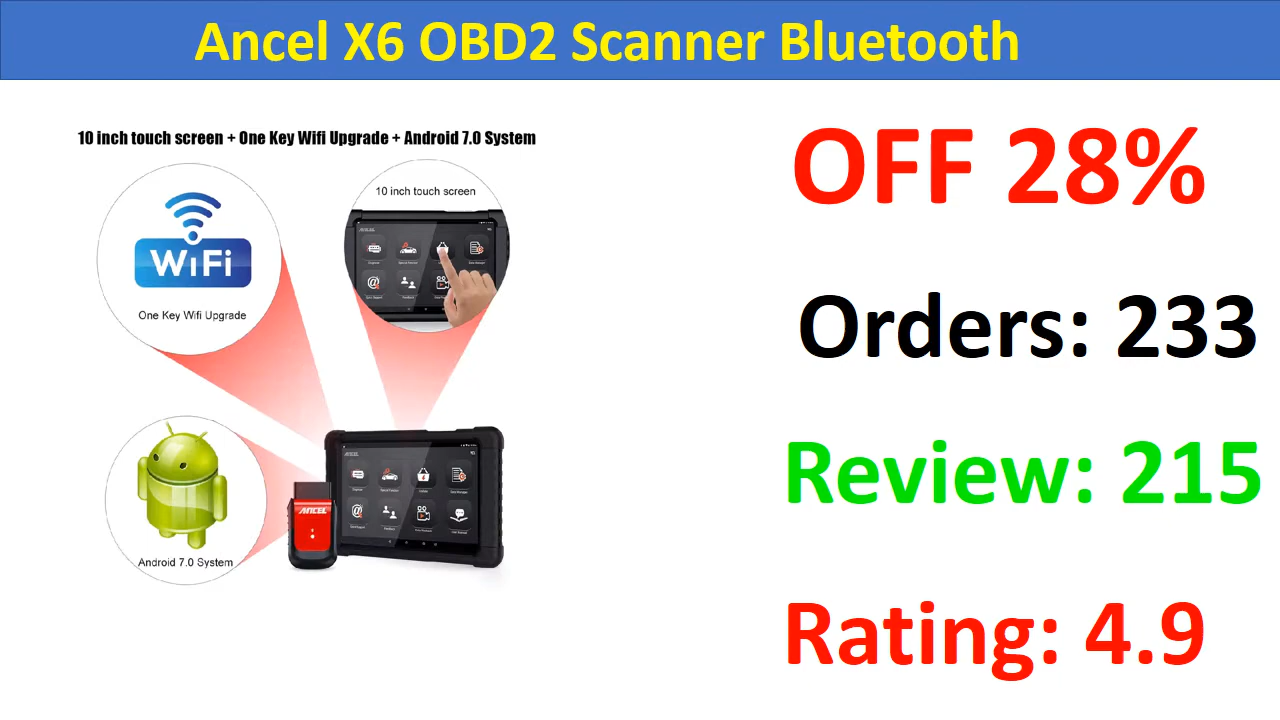 Ancel X6 OBD2 Scanner Bluetooth
10 inch touch screen + One Key Wifi Upgrade + Android 7.0 System
OFF 28%
10 inch touch screen
ANCEL
WiFi
One Key Wifi Upgrade
Orders: 233
Review: 215
ANCEL
Android 7.0 System
Rating: 4.9